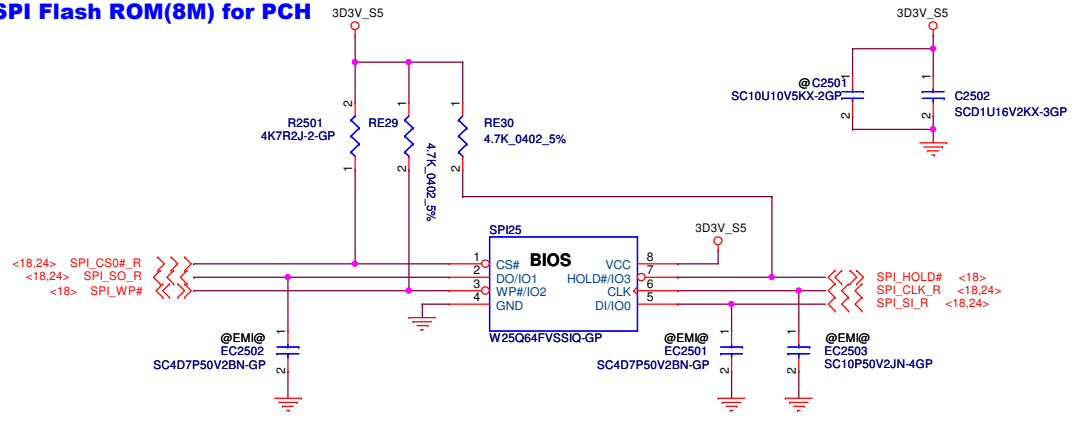 SPI Flash ROM(8M) for PCH
3D3V_S5
3D3V_S5
@ C2501
SC10U10V5KX-2GP
1
2
1
2
C2502
SCD1U16V2KX-3GP
R2501
4K7R2J-2-GP
2
1
RE29
1
2
4.7K_0402_5%
1
2
RE30
4.7K_0402_5%
SPI25
3D3V_S5
BIOS
<18,24> SPI_CS0#_R
1 CS#
VCC 8
<18,24> SPI_SO_R
2 DO/IO1
HOLD#/IO3 7
SPI_HOLD# <18>
<18> SPI_WP#
3 WP#/IO2
CLK 6
SPI_CLK_R <18,24>
4 GND
DI/IO0 5
SPI_SI_R <18,24>
W25Q64FVSSIQ-GP
@EMI@
EC2502
SC4D7P50V2BN-GP
1
2
@EMI@
EC2501
SC4D7P50V2BN-GP
1
2
@EMI@
EC2503
SC10P50V2JN-4GP
1
2